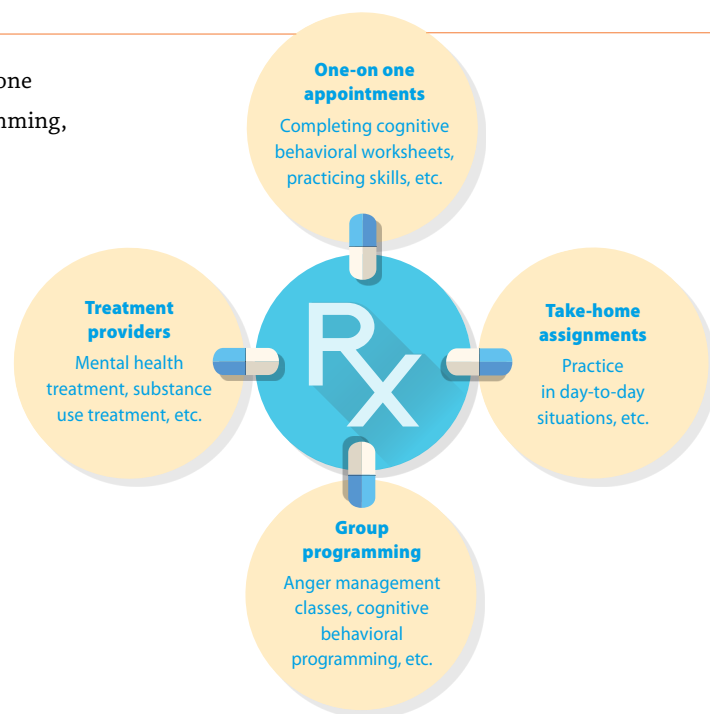 one
nming,
One-on one
appointments
Completing cognitive
behavioral worksheets,
practicing skills, etc.
Treatment
providers
Mental health
treatment, substance
use treatment, etc.
Rx
Take-home
assignments
Practice
in day-to-day
situations, etc.
Group
programming
Anger management
classes, cognitive
behavioral
programming, etc.